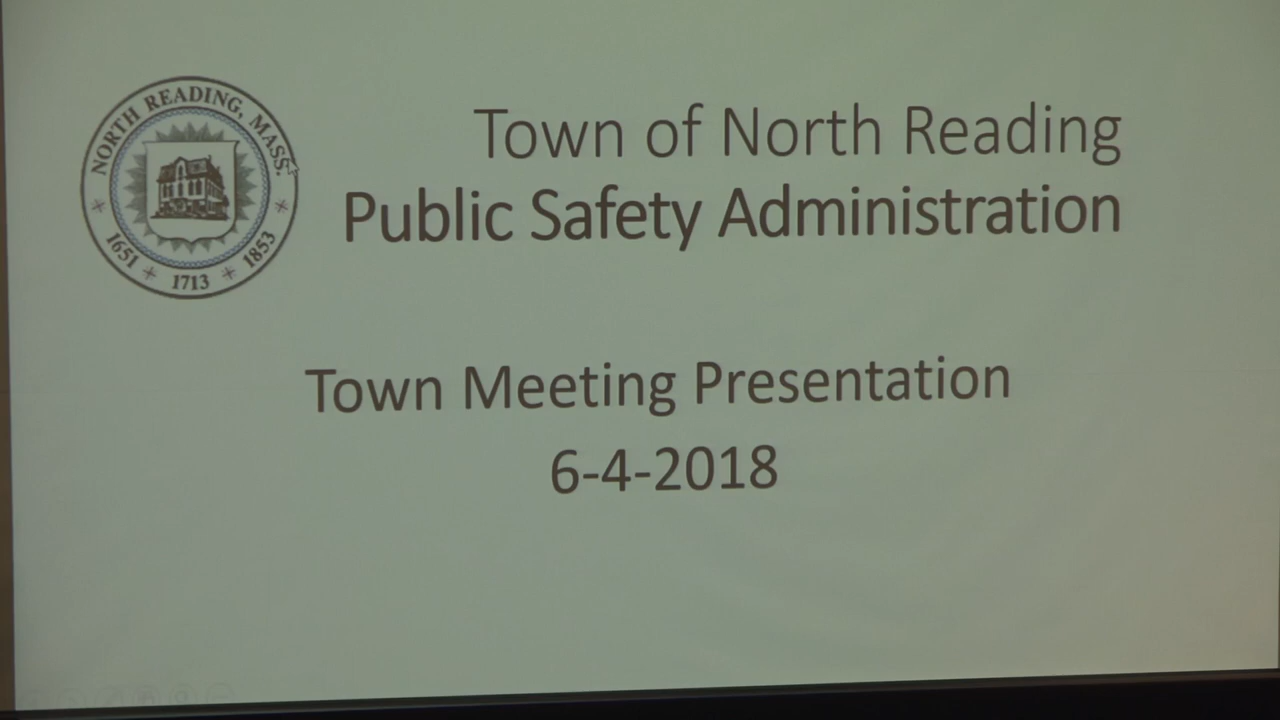 NORTH READING, MASS.
1651 + 1713 + 1853
Town of North Reading
Public Safety Administration
Town Meeting Presentation
6-4-2018